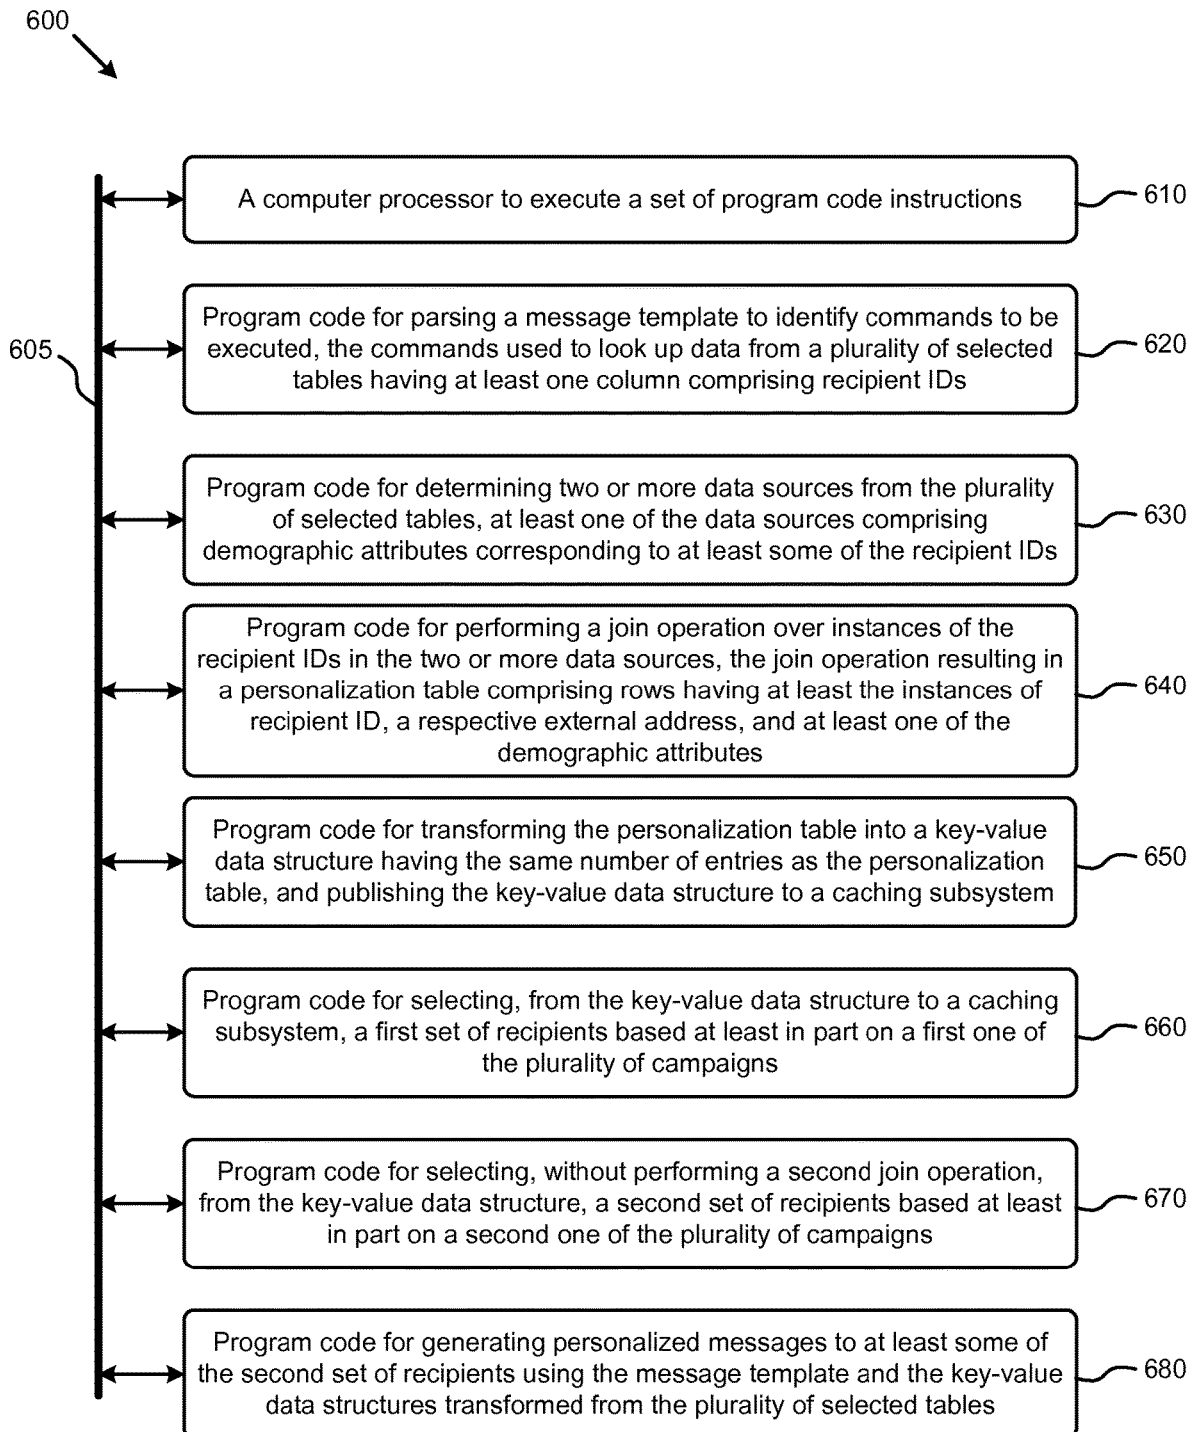 600
A computer processor to execute a set of program code instructions
610
605
Program code for parsing a message template to identify commands to be
executed, the commands used to look up data from a plurality of selected
tables having at least one column comprising recipient IDs
620
Program code for determining two or more data sources from the plurality
of selected tables, at least one of the data sources comprising
demographic attributes corresponding to at least some of the recipient IDs
630
Program code for performing a join operation over instances of the
recipient IDs in the two or more data sources, the join operation resulting in
a personalization table comprising rows having at least the instances of
recipient ID, a respective external address, and at least one of the
demographic attributes
640
Program code for transforming the personalization table into a key-value
data structure having the same number of entries as the personalization
table, and publishing the key-value data structure to a caching subsystem
650
Program code for selecting, from the key-value data structure to a caching
subsystem, a first set of recipients based at least in part on a first one of
the plurality of campaigns
660
Program code for selecting, without performing a second join operation,
from the key-value data structure, a second set of recipients based at least
in part on a second one of the plurality of campaigns
670
Program code for generating personalized messages to at least some of
the second set of recipients using the message template and the key-value
data structures transformed from the plurality of selected tables
680